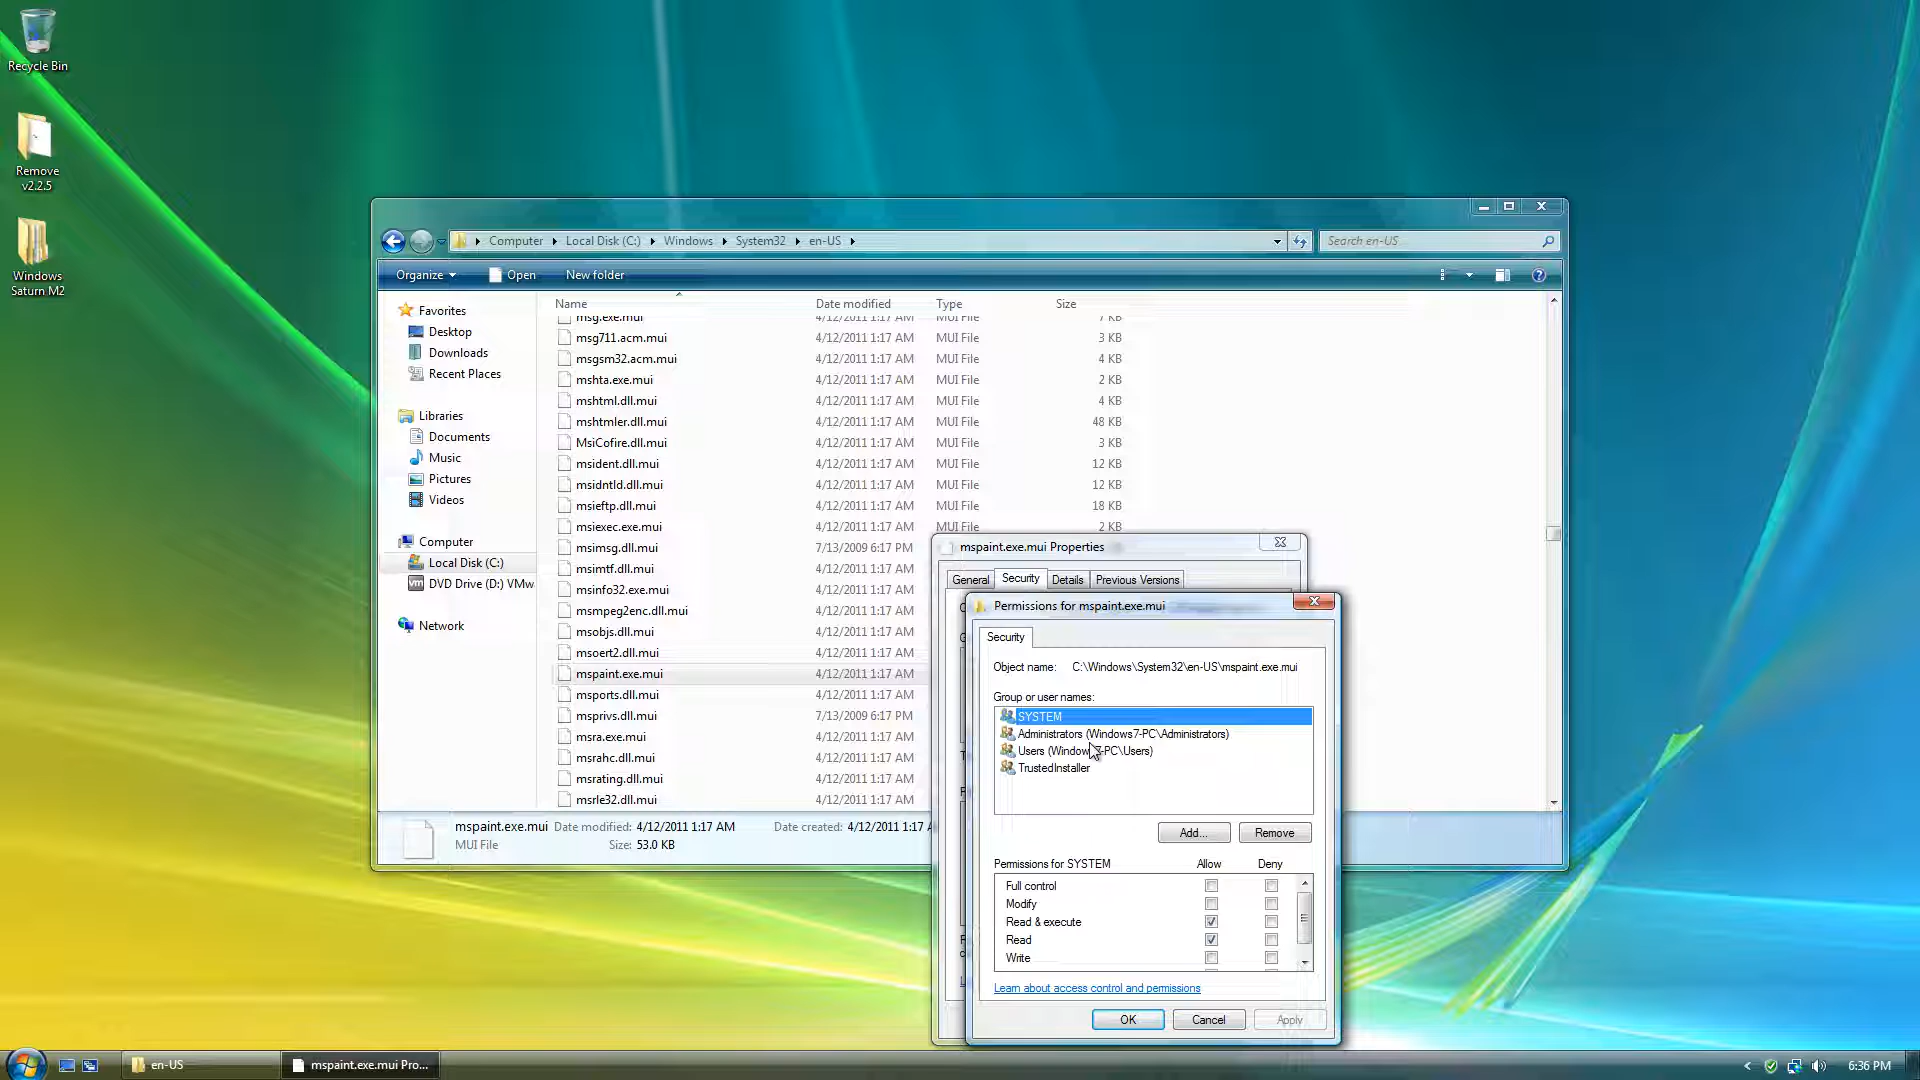 Recycle Bin
Remove
v2.2.5
Windows
Saturn M2
Computer
Local Disk (C:)
Windows
System32
en-US
Search en-US
Organize
Open
New folder
Favorites
Desktop
Downloads
Recent Places
Libraries
Documents
Music
Pictures
Videos
Computer
Local Disk (C:)
DVD Drive (D:) VMw
Network
Name Date modified Type Size
msg.exe.mui 4/12/2011 1:17 AM MUI File 7 KB
msg711.acm.mui 4/12/2011 1:17 AM MUI File 3 KB
msgsm32.acm.mui 4/12/2011 1:17 AM MUI File 4 KB
mshta.exe.mui 4/12/2011 1:17 AM MUI File 2 KB
mshtml.dll.mui 4/12/2011 1:17 AM MUI File 4 KB
mshtmler.dll.mui 4/12/2011 1:17 AM MUI File 48 KB
MsiCofire.dll.mui 4/12/2011 1:17 AM MUI File 3 KB
msident.dll.mui 4/12/2011 1:17 AM MUI File 12 KB
msidntld.dll.mui 4/12/2011 1:17 AM MUI File 12 KB
msieftp.dll.mui 4/12/2011 1:17 AM MUI File 18 KB
msiexec.exe.mui 4/12/2011 1:17 AM MUI File 2 KB
msimsg.dll.mui 7/13/2009 6:17 PM
msimtf.dll.mui 4/12/2011 1:17 AM
msinfo32.exe.mui 4/12/2011 1:17 AM
msmpeg2enc.dll.mui 4/12/2011 1:17 AM
msobjs.dll.mui 4/12/2011 1:17 AM
msoert2.dll.mui 4/12/2011 1:17 AM
mspaint.exe.mui 4/12/2011 1:17 AM
msports.dll.mui 4/12/2011 1:17 AM
msprivs.dll.mui 7/13/2009 6:17 PM
msra.exe.mui 4/12/2011 1:17 AM
msrahc.dll.mui 4/12/2011 1:17 AM
msrating.dll.mui 4/12/2011 1:17 AM
msrle32.dll.mui 4/12/2011 1:17 AM
mspaint.exe.mui Date modified: 4/12/2011 1:17 AM Date created: 4/12/2011 1:17
MUI File Size: 53.0 KB
mspaint.exe.mui Properties
General Security Details Previous Versions
Permissions for mspaint.exe.mui
Security
Object name: C:\Windows\System32\en-US\mspaint.exe.mui
Group or user names:
SYSTEM
Administrators (Windows7-PC\Administrators)
Users (Windows7-PC\Users)
TrustedInstaller
Add... Remove
Permissions for SYSTEM Allow Deny
Full control
Modify
Read & execute
Read
Write
Learn about access control and permissions
OK Cancel Apply
en-US
mspaint.exe.mui Pro...
6:36 PM